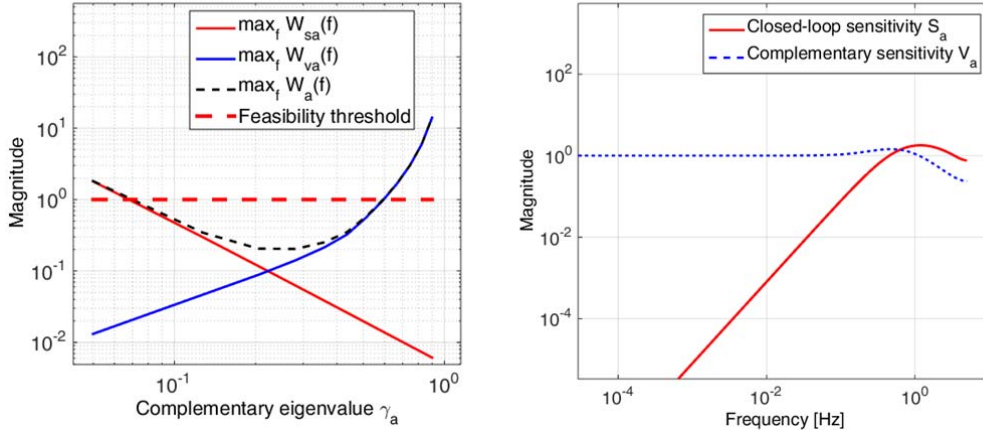 max_f W_sa(f)
max_f W_va(f)
max_f W_a(f)
Feasibility threshold
Magnitude
10^2
10^1
10^0
10^-1
10^-2
10^-1
10^0
Complementary eigenvalue γ_a
Closed-loop sensitivity S_a
Complementary sensitivity V_a
Magnitude
10^2
10^0
10^-2
10^-4
10^-4
10^-2
10^0
Frequency [Hz]